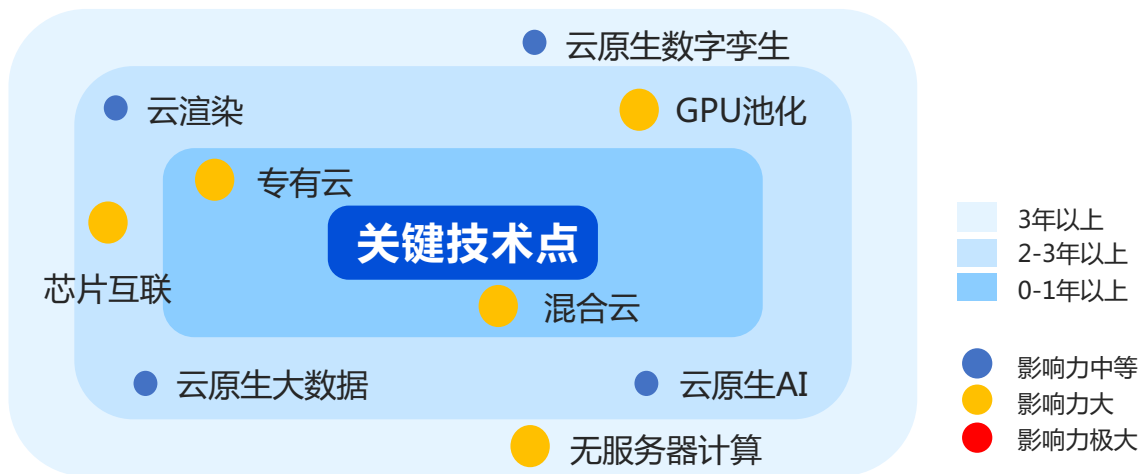 云原生数字孪生
云渲染
GPU池化
专有云
关键技术点
芯片互联
混合云
云原生大数据
云原生AI
无服务器计算
3年以上
2-3年以上
0-1年以上
影响力中等
影响力大
影响力极大